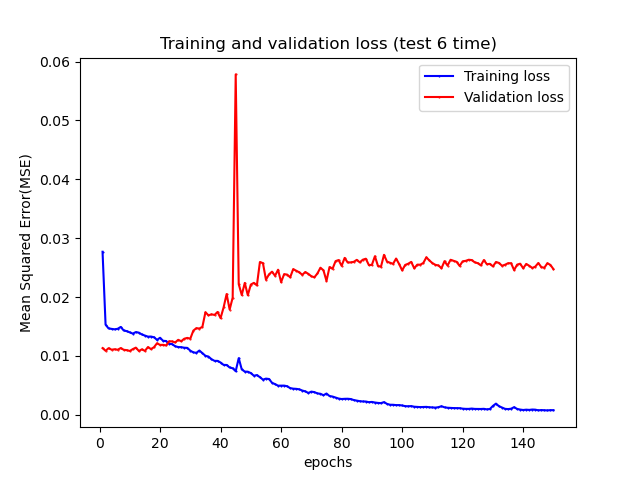 Training and validation loss (test 6 time)
Training loss
Validation loss
Mean Squared Error(MSE)
0.06
0.05
0.04
0.03
0.02
0.01
0.00
0 20 40 60 80 100 120 140
epochs